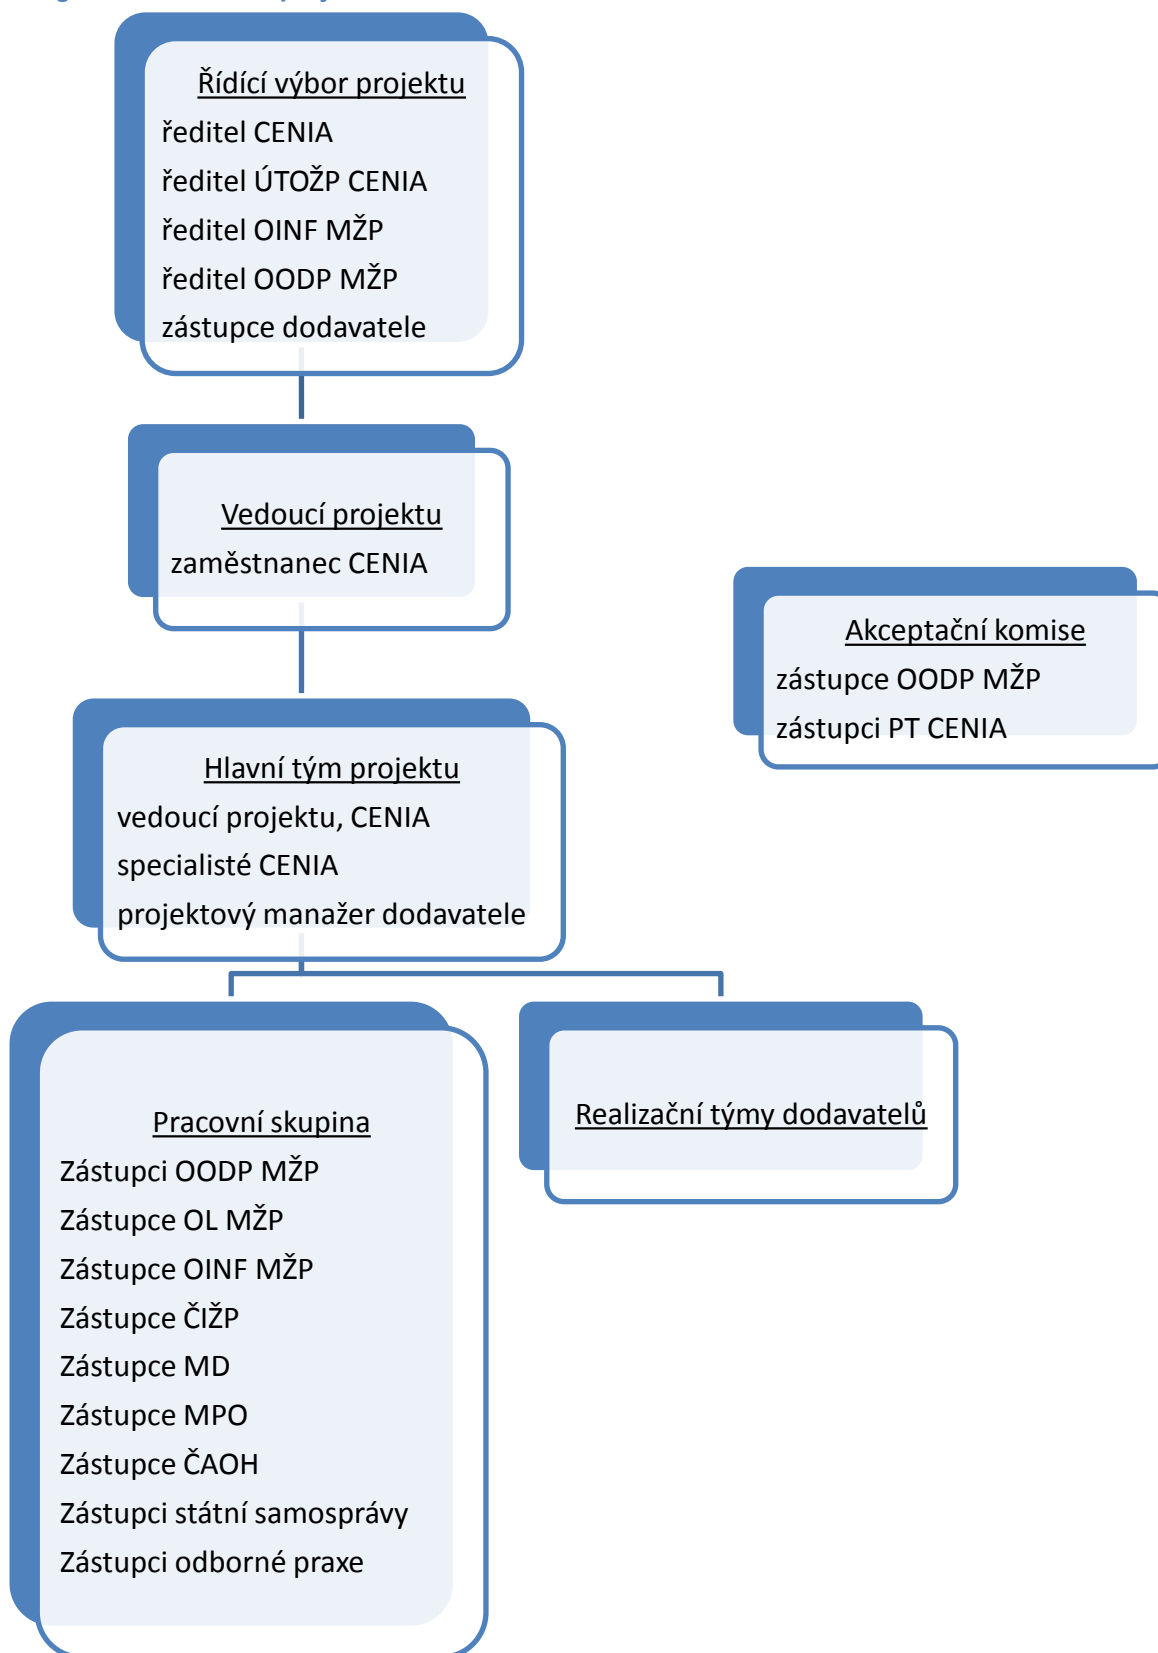 Řídící výbor projektu
ředitel CENIA
ředitel ÚTOŽP CENIA
ředitel OINF MŽP
ředitel OODP MŽP
zástupce dodavatele
Vedoucí projektu
zaměstnanec CENIA
Akceptační komise
zástupce OODP MŽP
zástupci PT CENIA
Hlavní tým projektu
vedoucí projektu, CENIA
specialisté CENIA
projektový manažer dodavatele
Pracovní skupina
Zástupci OODP MŽP
Zástupce OL MŽP
Zástupce OINF MŽP
Zástupce ČIŽP
Zástupce MD
Zástupce MPO
Zástupce ČAOH
Zástupci státní samosprávy
Zástupci odborné praxe
Realizační týmy dodavatelů